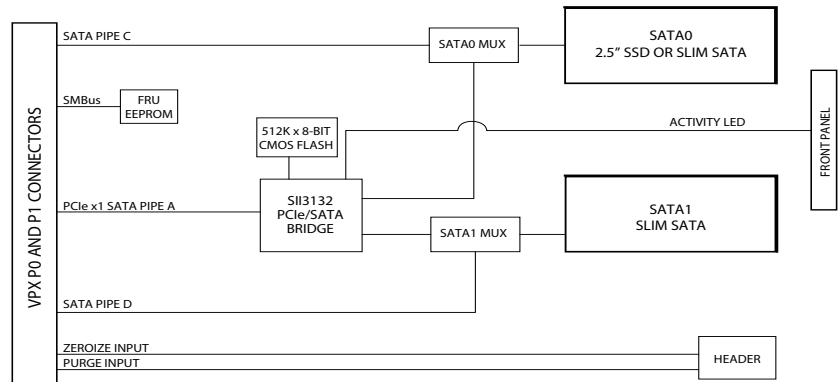 SATA PIPE C
SATA0 MUX
SATA0
2.5" SSD OR SLIM SATA
SMBus
FRU
EEPROM
512K x 8-BIT
CMOS FLASH
ACTIVITY LED
FRONT PANEL
VPX P0 AND P1 CONNECTORS
PCIe x1 SATA PIPE A
SII3132
PCIe/SATA
BRIDGE
SATA1 MUX
SATA1
SLIM SATA
SATA PIPE D
ZEROIZE INPUT
PURGE INPUT
HEADER